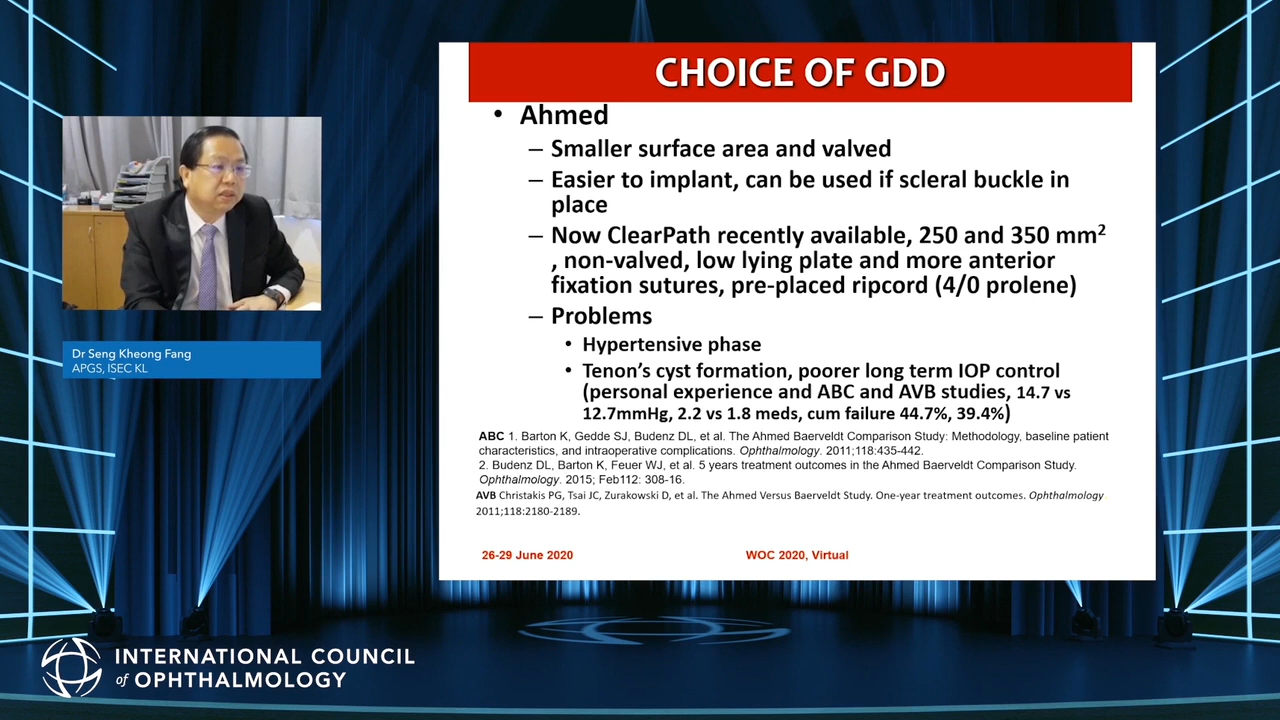 CHOICE OF GDD
• Ahmed
– Smaller surface area and valved
– Easier to implant, can be used if scleral buckle in
place
– Now ClearPath recently available, 250 and 350 mm²
, non-valved, low lying plate and more anterior
fixation sutures, pre-placed ripcord (4/0 prolene)
– Problems
• Hypertensive phase
• Tenon's cyst formation, poorer long term IOP control
(personal experience and ABC and AVB studies, 14.7 vs
12.7mmHg, 2.2 vs 1.8 meds, cum failure 44.7%, 39.4%)
ABC 1. Barton K, Gedde SJ, Budenz DL, et al. The Ahmed Baerveldt Comparison Study: Methodology, baseline patient
characteristics, and intraoperative complications. Ophthalmology. 2011;118:435-442.
2. Budenz DL, Barton K, Feuer WJ, et al. 5 years treatment outcomes in the Ahmed Baerveldt Comparison Study.
Ophthalmology. 2015; Feb112: 308-16.
AVB Christakis PG, Tsai JC, Zurakowski D, et al. The Ahmed Versus Baerveldt Study. One-year treatment outcomes. Ophthalmology
2011;118:2180-2189.
26-29 June 2020
WOC 2020, Virtual
Dr Seng Kheong Fang
APGS, ISEC KL
INTERNATIONAL COUNCIL
of OPHTHALMOLOGY